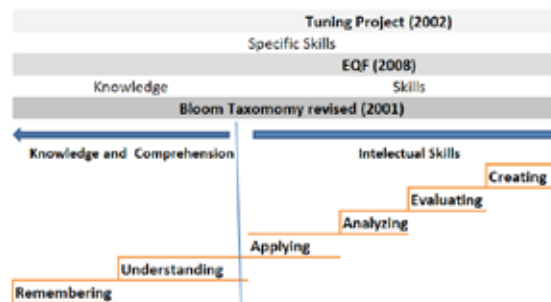 Tuning Project (2002)
Specific Skills
EQF (2008)
Knowledge Skills
Bloom Taxomomy revised (2001)
Knowledge and Comprehension Intelectual Skills
Creating
Evaluating
Analyzing
Applying
Understanding
Remembering